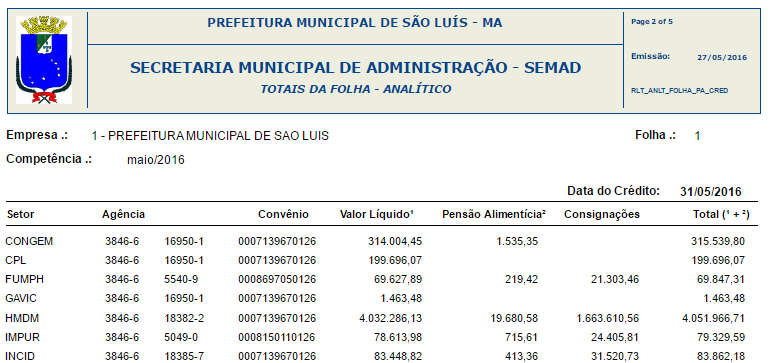 PREFEITURA MUNICIPAL DE SÃO LUÍS - MA
Page 2 of 5
Emissão: 27/05/2016
SECRETARIA MUNICIPAL DE ADMINISTRAÇÃO - SEMAD
TOTAIS DA FOLHA - ANALÍTICO
RLT_ANLT_FOLHA_PA_CRED
Empresa .: 1 - PREFEITURA MUNICIPAL DE SAO LUIS Folha .: 1
Competência .: maio/2016
Data do Crédito: 31/05/2016
Setor Agência Convênio Valor Líquido¹ Pensão Alimentícia² Consignações Total (¹ + ²)
CONGEM 3846-6 16950-1 0007139670126 314.004,45 1.535,35 315.539,80
CPL 3846-6 16950-1 0007139670126 199.696,07 199.696,07
FUMPH 3846-6 5540-9 0008697050126 69.627,89 219,42 21.303,46 69.847,31
GAVIC 3846-6 16950-1 0007139670126 1.463,48 1.463,48
HMDM 3846-6 18382-2 0007139670126 4.032.286,13 19.680,58 1.663.610,56 4.051.966,71
IMPUR 3846-6 5049-0 0008150110126 78.613,98 715,61 24.405,81 79.329,59
INCID 3846-6 18385-7 0007139670126 83.448,82 413,36 31.520,73 83.862,18